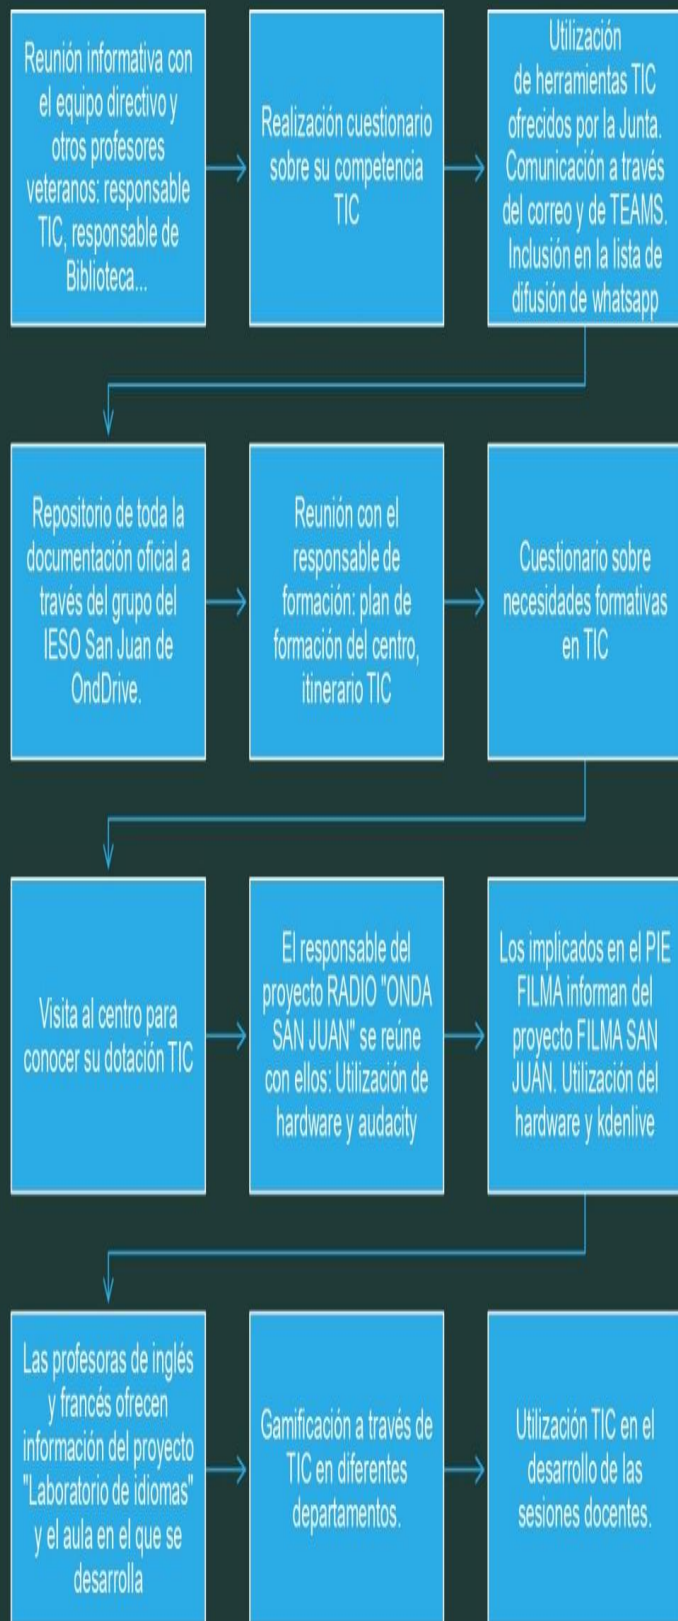 Reunión informativa con
el equipo directivo y
otros profesores
veteranos: responsable
TIC, responsable de
Biblioteca...
Realización cuestionario
sobre su competencia
TIC
Utilización
de herramientas TIC
ofrecidos por la Junta.
Comunicación a través
del correo y de TEAMS.
Inclusión en la lista de
difusión de whatsapp
Repositorio de toda la
documentación oficial a
través del grupo del
IESO San Juan de
OndDrive.
Reunión con el
responsable de
formación: plan de
formación del centro,
itinerario TIC
Cuestionario sobre
necesidades formativas
en TIC
Visita al centro para
conocer su dotación TIC
El responsable del
proyecto RADIO "ONDA
SAN JUAN" se reúne
con ellos: Utilización de
hardware y audacity
Los implicados en el PIE
FILMA informan del
proyecto FILMA SAN
JUAN. Utilización del
hardware y kdenlive
Las profesoras de inglés
y francés ofrecen
información del proyecto
"Laboratorio de idiomas"
y el aula en el que se
desarrolla
Gamificación a través de
TIC en diferentes
departamentos.
Utilización TIC en el
desarrollo de las
sesiones docentes.